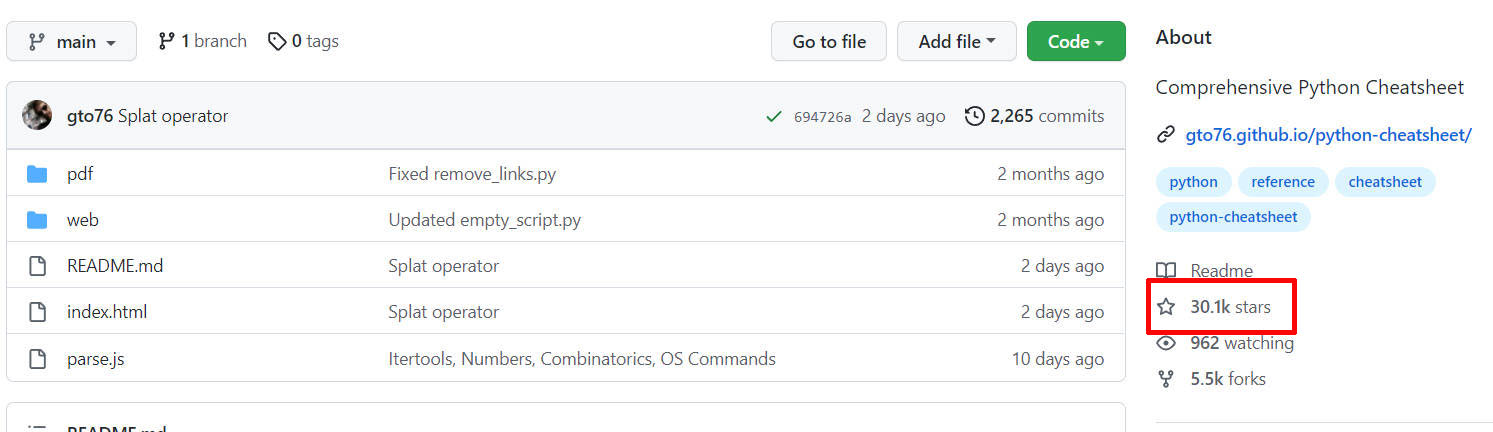 main 1 branch 0 tags Go to file Add file Code
gto76 Splat operator 694726a 2 days ago 2,265 commits
pdf Fixed remove_links.py 2 months ago
web Updated empty_script.py 2 months ago
README.md Splat operator 2 days ago
index.html Splat operator 2 days ago
parse.js Itertools, Numbers, Combinatorics, OS Commands 10 days ago
README.md
About
Comprehensive Python Cheatsheet
gto76.github.io/python-cheatsheet/
python reference cheatsheet
python-cheatsheet
Readme
30.1k stars
962 watching
5.5k forks